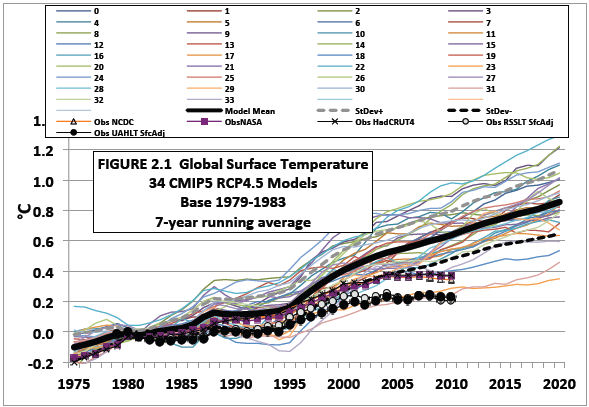 0 1 2 3
4 5 6 7
8 9 10 11
12 13 14 15
16 17 18 19
20 21 22 23
24 25 26 27
28 29 30 31
32 33
Model Mean StDev+ StDev-
Obs NCDC ObsNASA Obs HadCRUT4 Obs RSSLT SfcAdj
Obs UAHLT SfcAdj
FIGURE 2.1 Global Surface Temperature
34 CMIP5 RCP4.5 Models
Base 1979-1983
7-year running average
°C
1.
1.2
1.0
0.8
0.6
0.4
0.2
0.0
-0.2
1975 1980 1985 1990 1995 2000 2005 2010 2015 2020